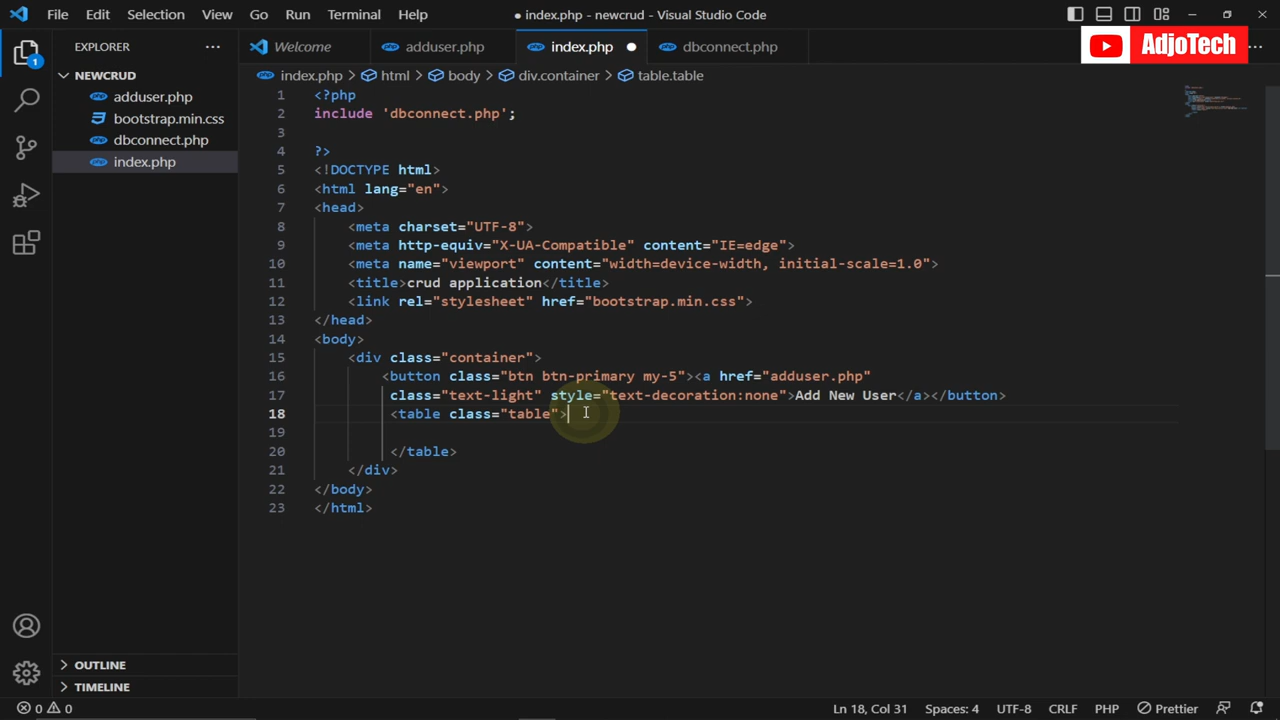 File Edit Selection View Go Run Terminal Help
● index.php - newcrud - Visual Studio Code
AdjoTech
EXPLORER ...
Welcome
adduser.php
index.php ●
dbconnect.php
...
NEWCRUD
adduser.php
bootstrap.min.css
dbconnect.php
index.php
1
index.php > html > body > div.container > table.table
1 <?php
2 include 'dbconnect.php';
3
4 ?>
5 <!DOCTYPE html>
6 <html lang="en">
7 <head>
8 <meta charset="UTF-8">
9 <meta http-equiv="X-UA-Compatible" content="IE=edge">
10 <meta name="viewport" content="width=device-width, initial-scale=1.0">
11 <title>crud application</title>
12 <link rel="stylesheet" href="bootstrap.min.css">
13 </head>
14 <body>
15 <div class="container">
16 <button class="btn btn-primary my-5"><a href="adduser.php"
17 class="text-light" style="text-decoration:none">Add New User</a></button>
18 <table class="table">
19
20 </table>
21 </div>
22 </body>
23 </html>
OUTLINE
TIMELINE
0 0
Ln 18, Col 31 Spaces: 4 UTF-8 CRLF PHP Prettier